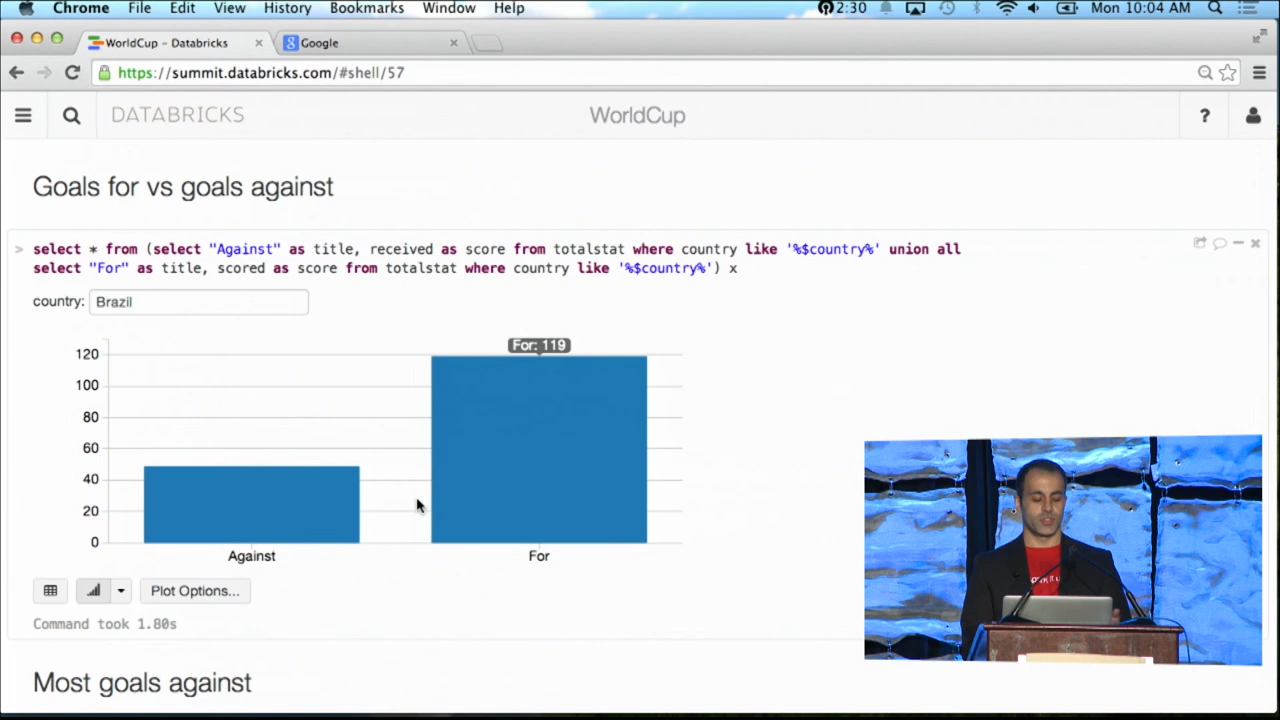 Chrome File Edit View History Bookmarks Window Help 2:30 Mon 10:04 AM
WorldCup – Databricks Google
https://summit.databricks.com/#shell/57
DATABRICKS WorldCup ?
Goals for vs goals against
> select * from (select "Against" as title, received as score from totalstat where country like '%$country%' union all
select "For" as title, scored as score from totalstat where country like '%$country%') x
country: Brazil
For: 119
120
100
80
60
40
20
0
Against For
Plot Options...
Command took 1.80s
Most goals against